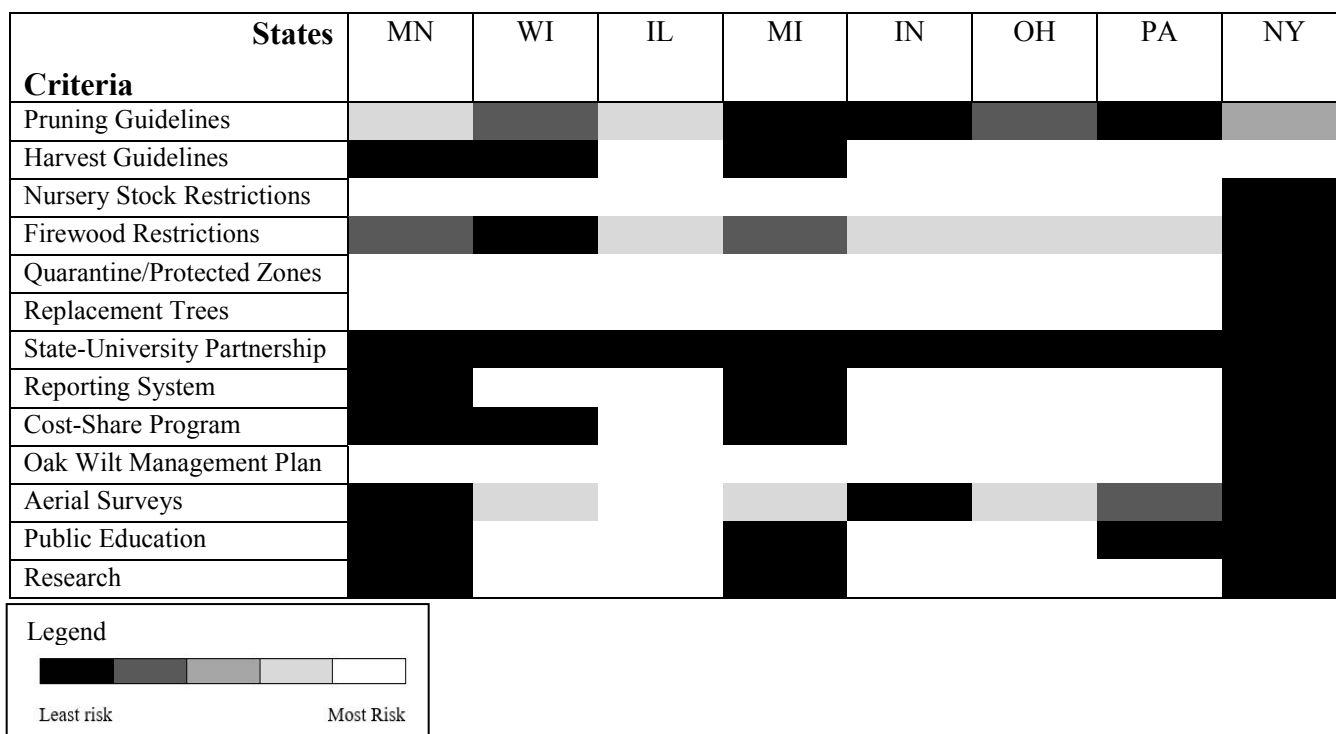 States MN WI IL MI IN OH PA NY
Criteria
Pruning Guidelines
Harvest Guidelines
Nursery Stock Restrictions
Firewood Restrictions
Quarantine/Protected Zones
Replacement Trees
State-University Partnership
Reporting System
Cost-Share Program
Oak Wilt Management Plan
Aerial Surveys
Public Education
Research
Legend
Least risk Most Risk